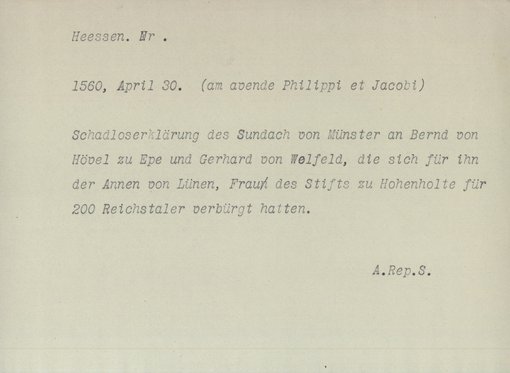 Heessen. Nr .
1560, April 30. (am avende Philippi et Jacobi)
Schadloserklärung des Sundach von Münster an Bernd von
Hövel zu Epe und Gerhard von Welfeld, die sich für ihn
der Annen von Lünen, Frau des Stifts zu Hohenholte für
200 Reichstaler verbürgt hatten.
A.Rep.S.